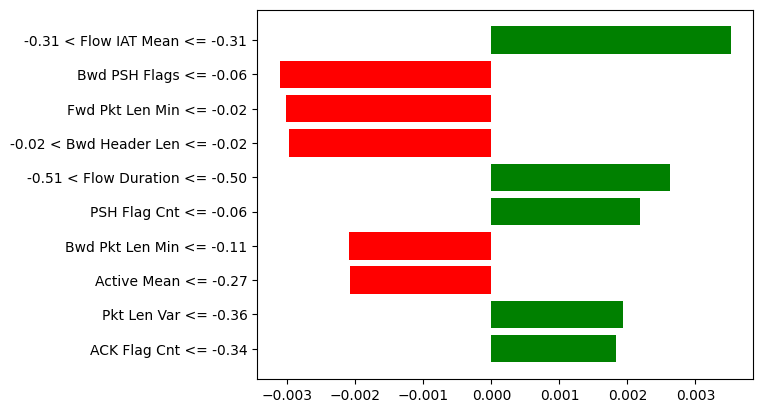 -0.31 < Flow IAT Mean <= -0.31
Bwd PSH Flags <= -0.06
Fwd Pkt Len Min <= -0.02
-0.02 < Bwd Header Len <= -0.02
-0.51 < Flow Duration <= -0.50
PSH Flag Cnt <= -0.06
Bwd Pkt Len Min <= -0.11
Active Mean <= -0.27
Pkt Len Var <= -0.36
ACK Flag Cnt <= -0.34
−0.003 −0.002 −0.001 0.000 0.001 0.002 0.003